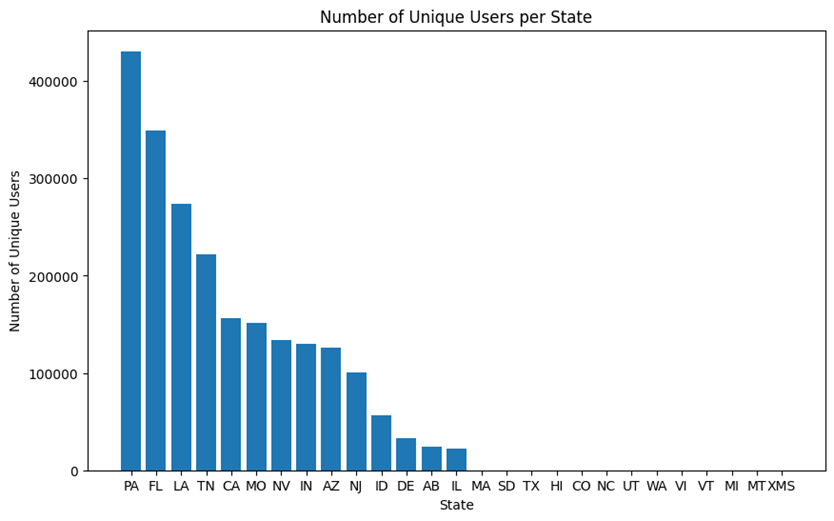 Number of Unique Users per State
Number of Unique Users
400000
300000
200000
100000
0
PA FL LA TN CA MO NV IN AZ NJ ID DE AB IL MA SD TX HI CO NC UT WA VI VT MI MT XMS
State